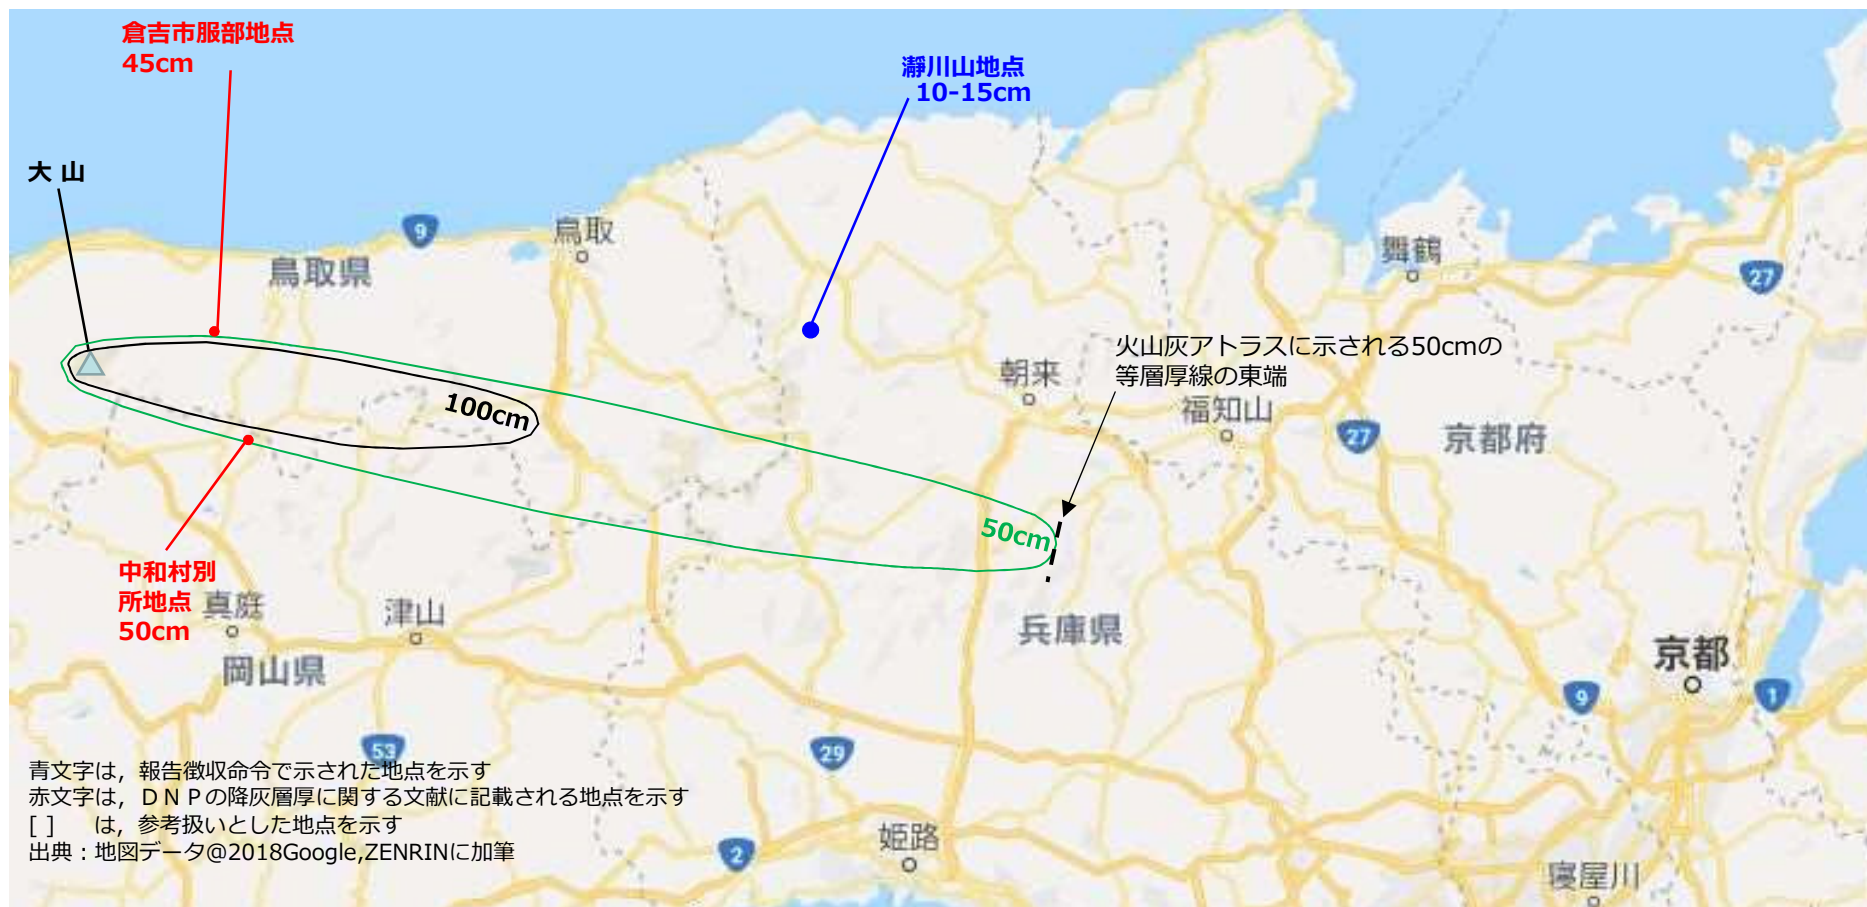 倉吉市服部地点
45cm
瀞川山地点
10-15cm
大 山
9
鳥取
鳥取県
舞鶴
27
火山灰アトラスに示される50cmの
等層厚線の東端
朝来
福知山
100cm
27
京都府
50cm
中和村別
所地点
50cm
真庭
津山
兵庫県
岡山県
京都
9
1
53
29
青文字は，報告徴収命令で示された地点を示す
赤文字は，ＤＮＰの降灰層厚に関する文献に記載される地点を示す
[ ]　は，参考扱いとした地点を示す
出典：地図データ@2018Google,ZENRINに加筆
2
姫路
寝屋川